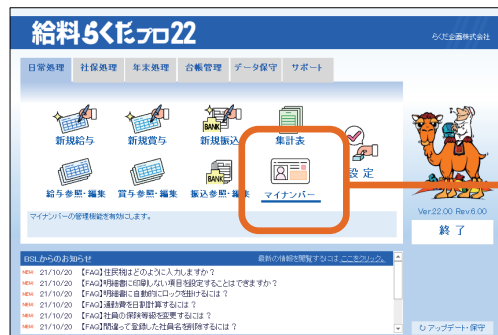 給料らくだプロ22
らくだ企画株式会社
日常処理 社保処理 年末処理 台帳管理 データ保守 サポート
新規給与 新規賞与 新規振込 集計表
BANK
給与参照・編集 賞与参照・編集 振込参照・編集 マイナンバー 設定
BANK
マイナンバーの管理機能を有効にします。
Ver.22.00 Rev.6.00
終了
BSLからのお知らせ 最新の情報を閲覧するには ここをクリック。
NEW 21/10/20 【FAQ】住民税はどのように入力しますか?
NEW 21/10/20 【FAQ】明細書に印刷しない項目を設定することはできますか?
NEW 21/10/20 【FAQ】明細書に自動的にロックを掛けるには?
NEW 21/10/20 【FAQ】通勤費を日割計算するには?
NEW 21/10/20 【FAQ】社員の保険等級を変更するには?
NEW 21/10/20 【FAQ】間違って登録した社員名を削除するには?
アップデート・保守